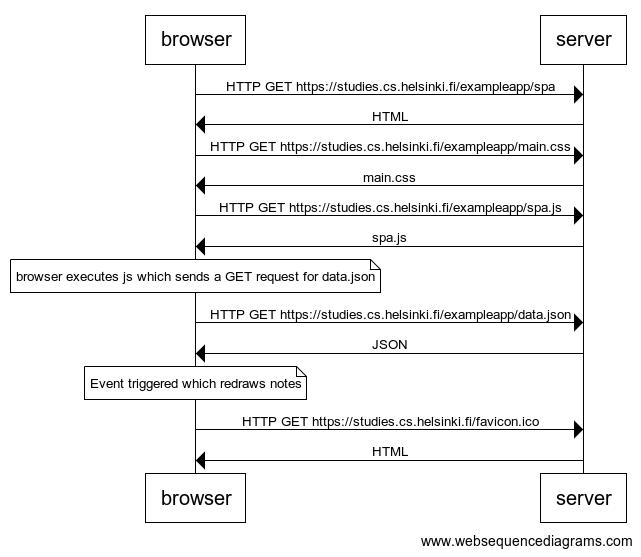 browser
server
HTTP GET https://studies.cs.helsinki.fi/exampleapp/spa
HTML
HTTP GET https://studies.cs.helsinki.fi/exampleapp/main.css
main.css
HTTP GET https://studies.cs.helsinki.fi/exampleapp/spa.js
spa.js
browser executes js which sends a GET request for data.json
HTTP GET https://studies.cs.helsinki.fi/exampleapp/data.json
JSON
Event triggered which redraws notes
HTTP GET https://studies.cs.helsinki.fi/favicon.ico
HTML
browser
server
www.websequencediagrams.com